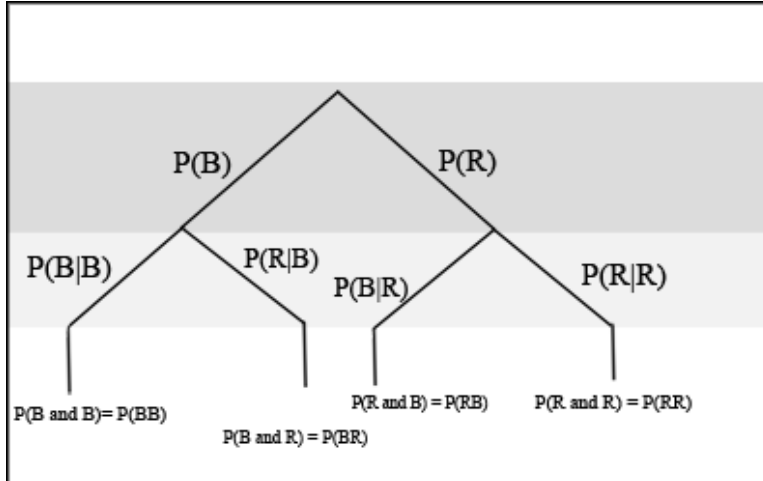 P(B)
P(R)
P(B|B)
P(R|B)
P(B|R)
P(R|R)
P(B and B)= P(BB)
P(B and R) = P(BR)
P(R and B) = P(RB)
P(R and R) = P(RR)